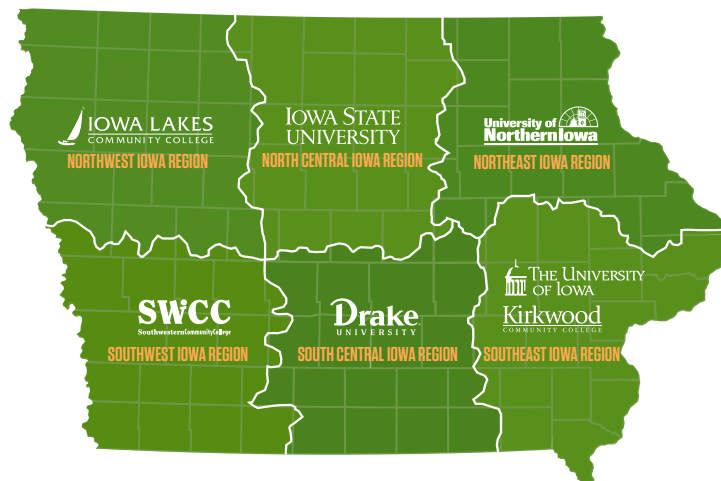 IOWA LAKES
COMMUNITY COLLEGE
NORTHWEST IOWA REGION
IOWA STATE
UNIVERSITY
NORTH CENTRAL IOWA REGION
University of
NorthernIowa
NORTHEAST IOWA REGION
SWCC
SouthwesternCommunityCollege
SOUTHWEST IOWA REGION
Drake
UNIVERSITY
SOUTH CENTRAL IOWA REGION
THE UNIVERSITY
OF IOWA
Kirkwood
COMMUNITY COLLEGE
SOUTHEAST IOWA REGION